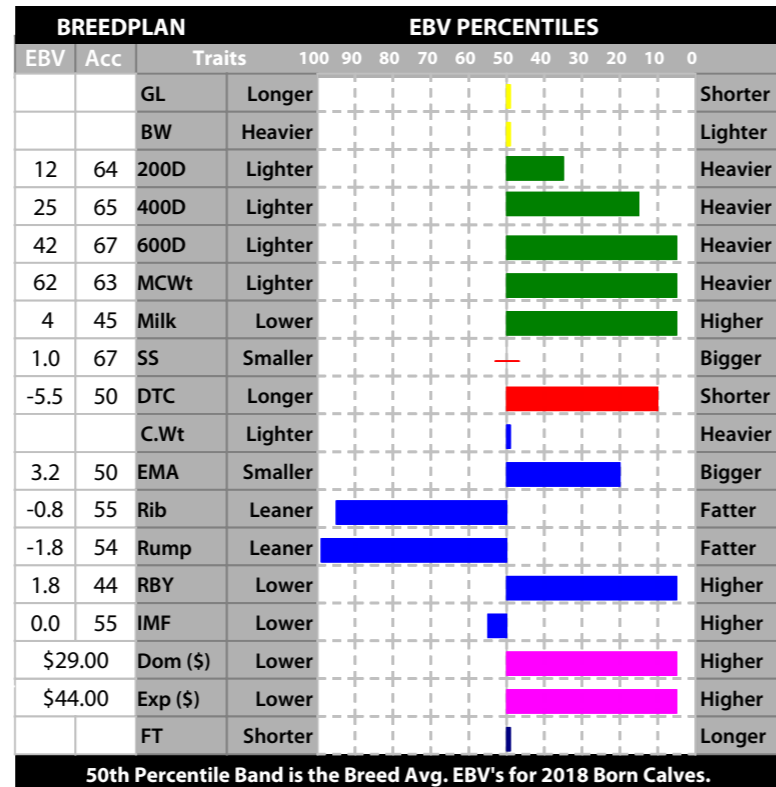 BREEDPLAN EBV PERCENTILES
EBV Acc Traits 100 90 80 70 60 50 40 30 20 10 0
GL Longer Shorter
BW Heavier Lighter
12 64 200D Lighter Heavier
25 65 400D Lighter Heavier
42 67 600D Lighter Heavier
62 63 MCWt Lighter Heavier
4 45 Milk Lower Higher
1.0 67 SS Smaller Bigger
-5.5 50 DTC Longer Shorter
C.Wt Lighter Heavier
3.2 50 EMA Smaller Bigger
-0.8 55 Rib Leaner Fatter
-1.8 54 Rump Leaner Fatter
1.8 44 RBY Lower Higher
0.0 55 IMF Lower Higher
$29.00 Dom ($) Lower Higher
$44.00 Exp ($) Lower Higher
FT Shorter Longer
50th Percentile Band is the Breed Avg. EBV's for 2018 Born Calves.